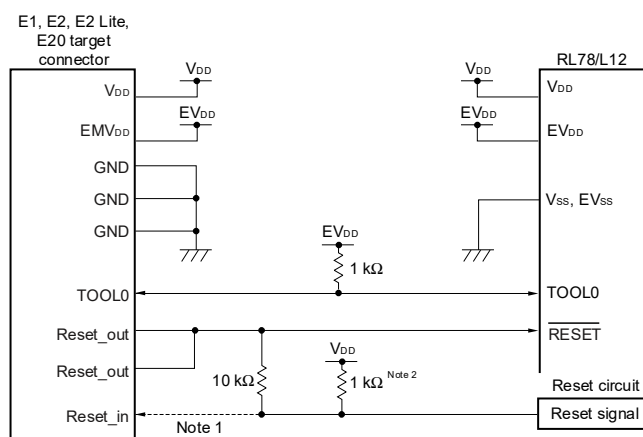 E1, E2, E2 Lite,
E20 target
connector
RL78/L12
VDD
VDD
VDD
VDD
EMVDD
EVDD
EVDD
EVDD
GND
GND
GND
VSS, EVSS
EVDD
1 kΩ
TOOL0
TOOL0
Reset_out
RESET
Reset_out
10 kΩ
VDD
1 kΩ Note 2
Reset circuit
Reset_in
Note 1
Reset signal